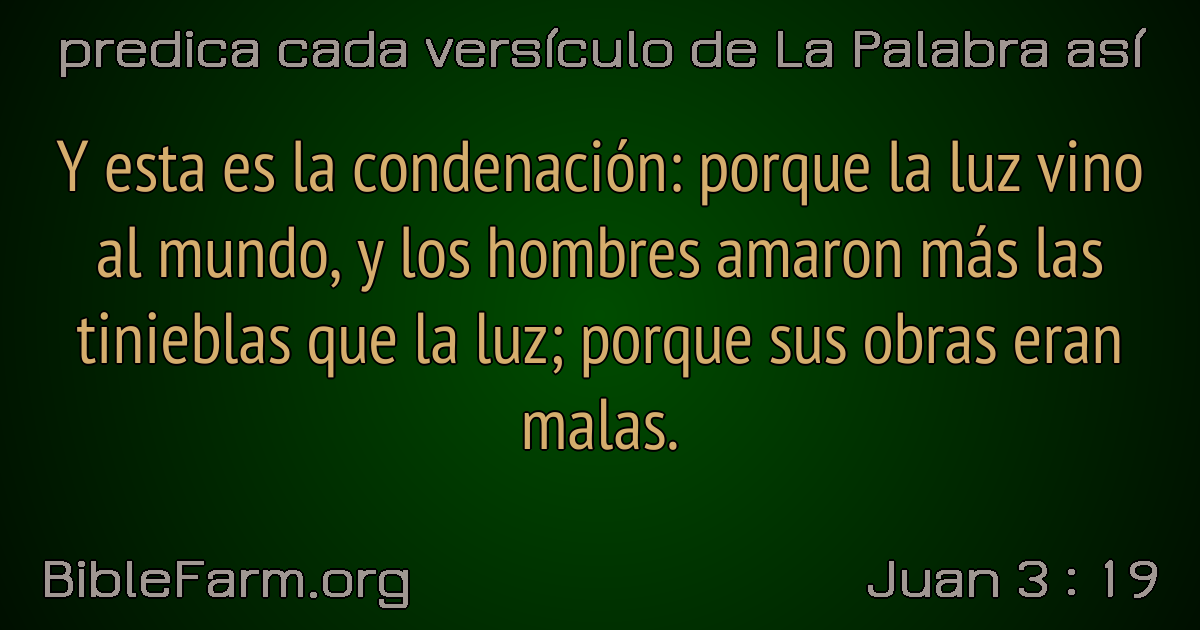 predica cada versículo de La Palabra así
Y esta es la condenación: porque la luz vino
al mundo, y los hombres amaron más las
tinieblas que la luz; porque sus obras eran
malas.
BibleFarm.org
Juan 3 : 19